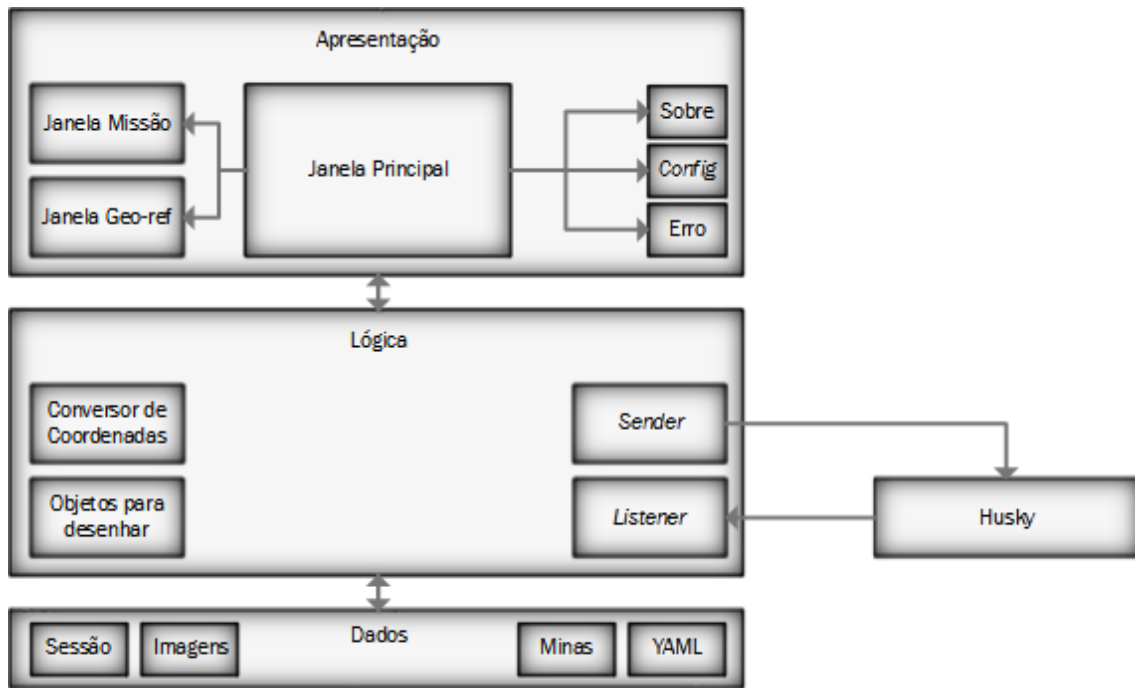 Apresentação
Janela Missão
Janela Geo-ref
Janela Principal
Sobre
Config
Erro
Lógica
Conversor de
Coordenadas
Objetos para
desenhar
Sender
Listener
Husky
Dados
Sessão
Imagens
Minas
YAML